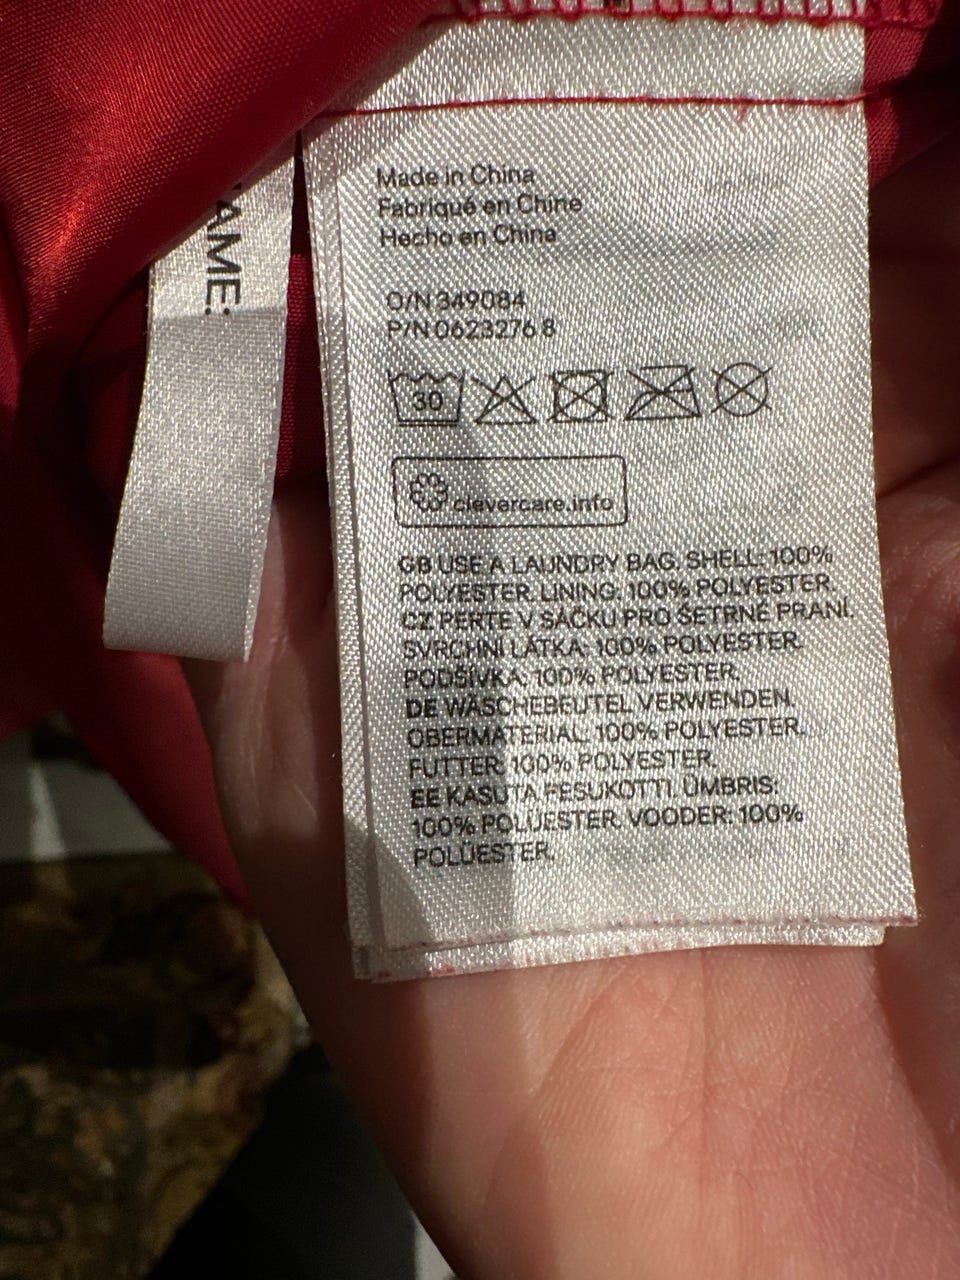 AME:
Made in China
Fabriqué en Chine
Hecho en China
O/N 349084
P/N 0623276 8
30
clevercare.info
GB USE A LAUNDRY BAG. SHELL: 100%
POLYESTER. LINING: 100% POLYESTER.
CZ PERTE V SÁČKU PRO ŠETRNÉ PRANÍ.
SVRCHNÍ LÁTKA: 100% POLYESTER.
PODŠÍVKA: 100% POLYESTER.
DE WÄSCHEBEUTEL VERWENDEN.
OBERMATERIAL: 100% POLYESTER.
FUTTER: 100% POLYESTER.
EE KASUTA PESUKOTTI. ÜMBRIS:
100% POLÜESTER. VOODER: 100%
POLÜESTER.